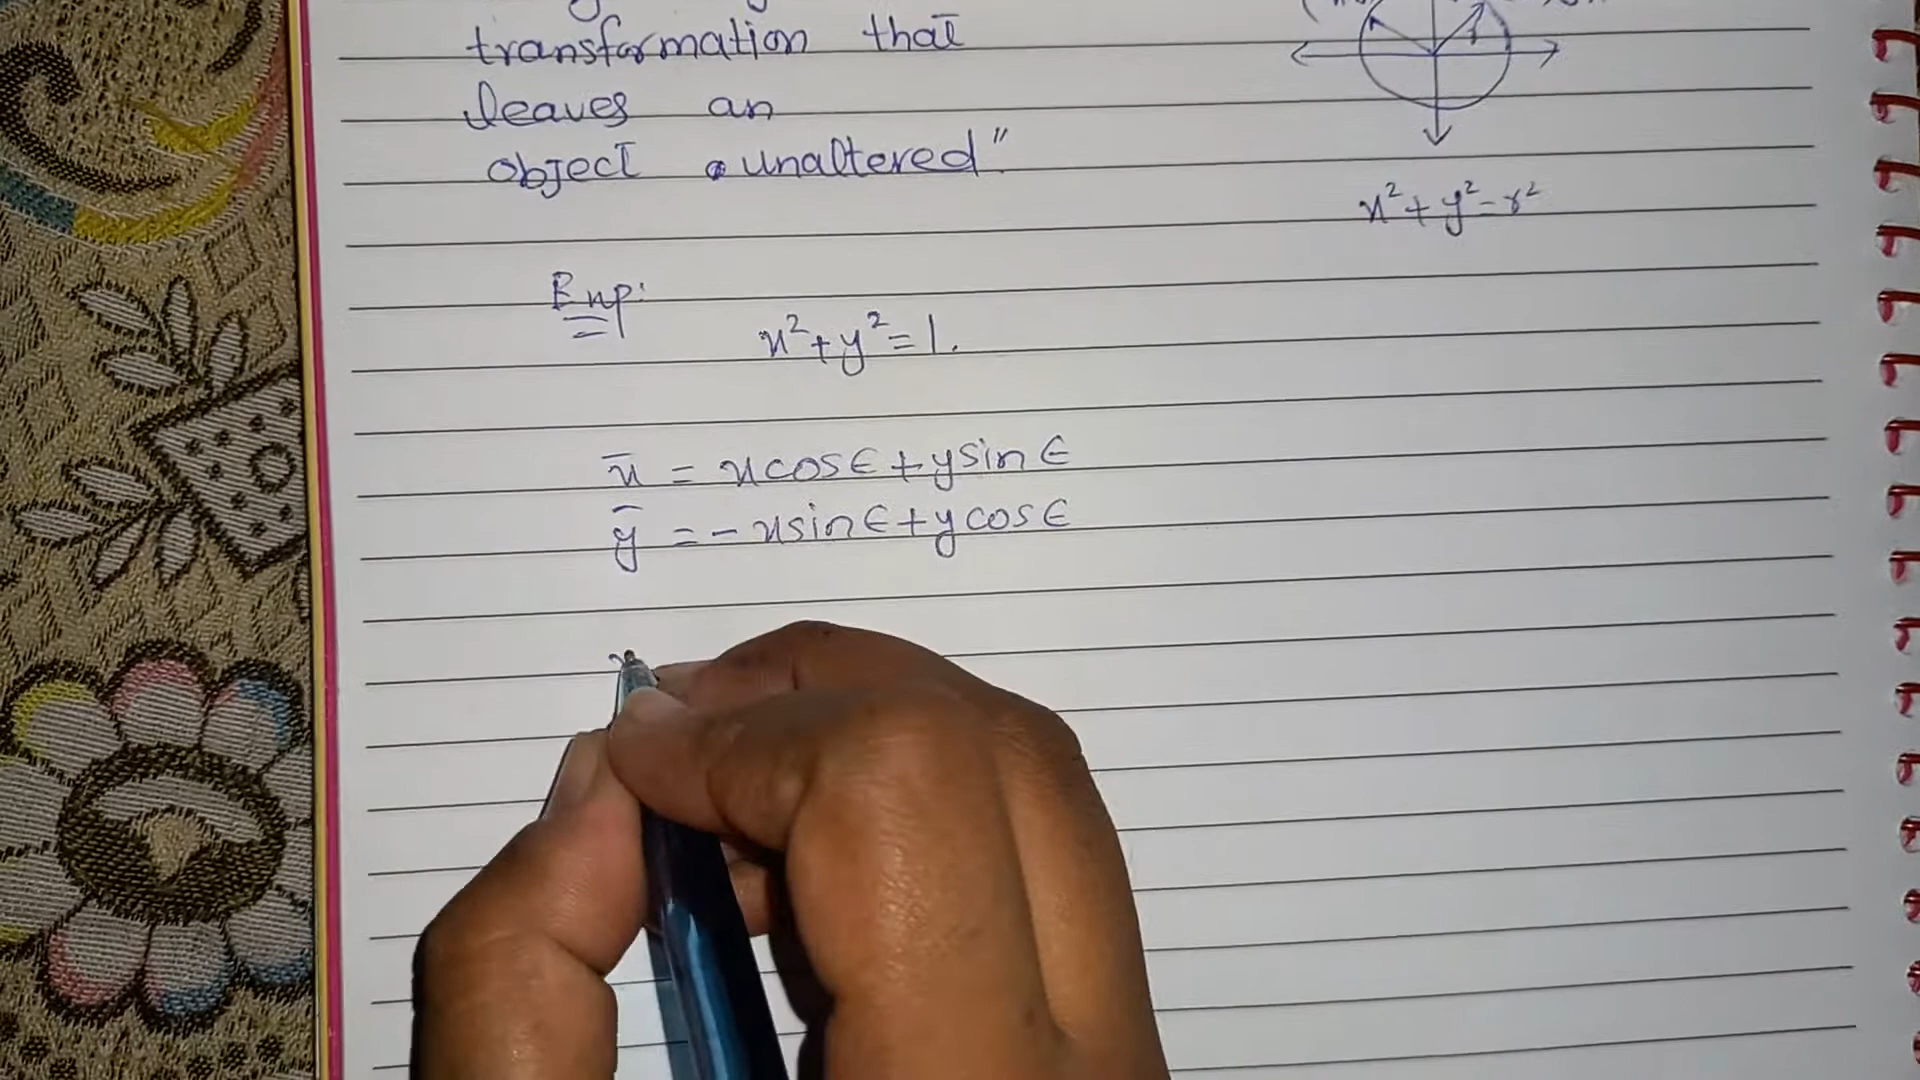 transformation that
leaves an
object unaltered"
x²+y²=r²
Exp:
x²+y²=1.
x̄ = xcosϵ+ysinϵ
ȳ =-xsinϵ+ycosϵ